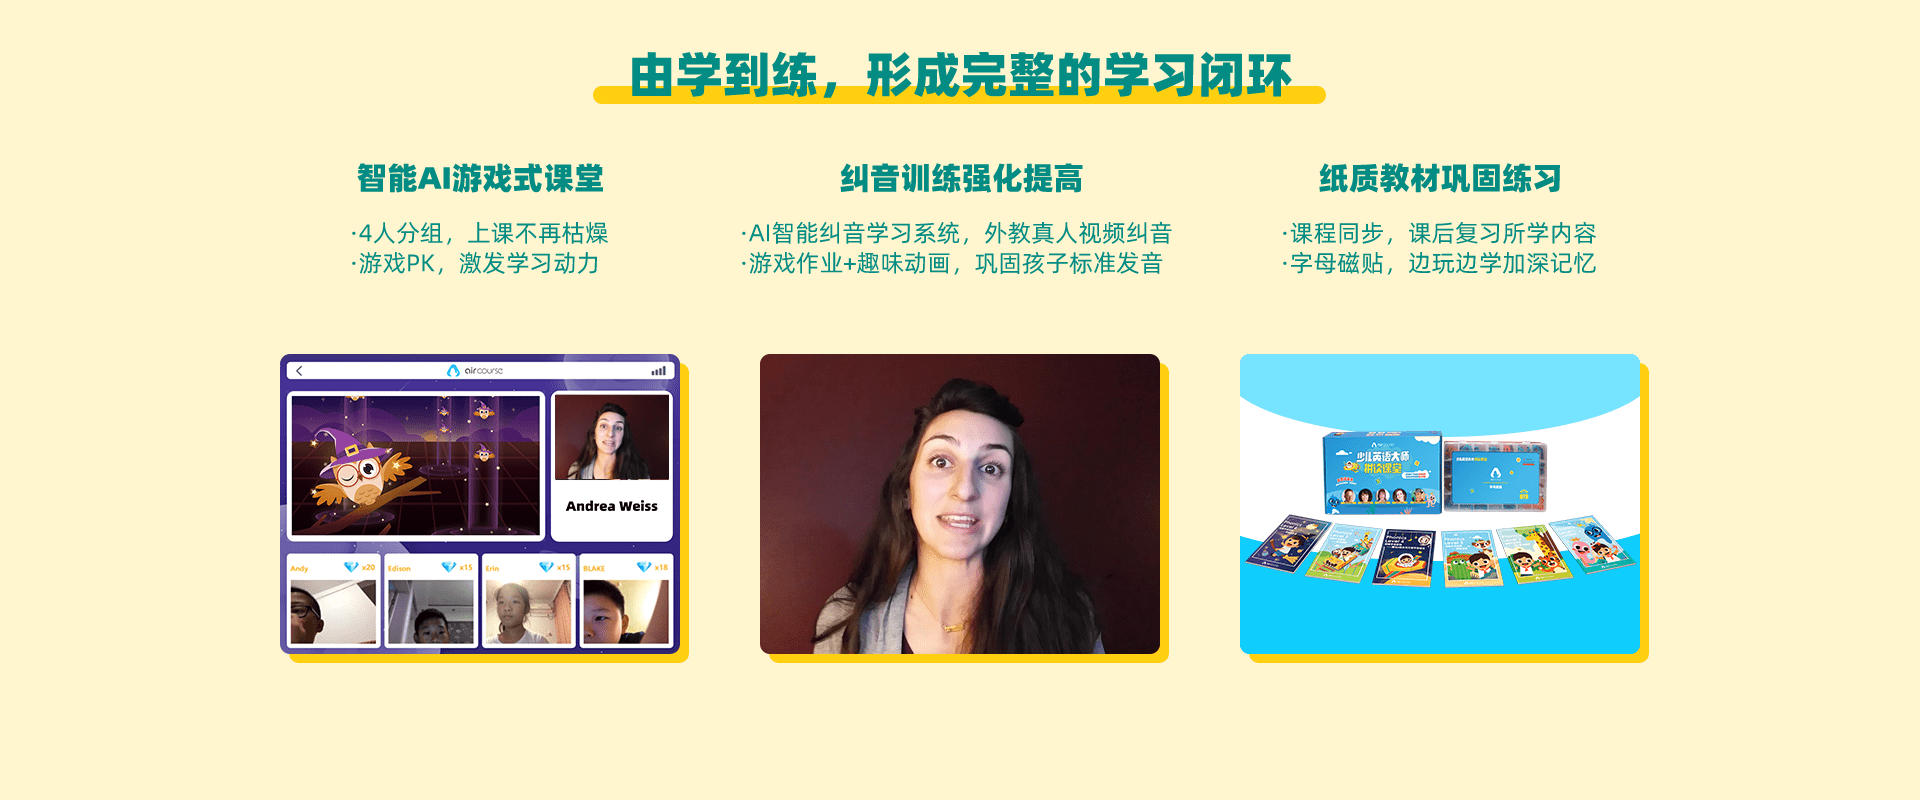 由学到练，形成完整的学习闭环
智能AI游戏式课堂
·4人分组，上课不再枯燥
·游戏PK，激发学习动力
纠音训练强化提高
·AI智能纠音学习系统，外教真人视频纠音
·游戏作业+趣味动画，巩固孩子标准发音
纸质教材巩固练习
·课程同步，课后复习所学内容
·字母磁贴，边玩边学加深记忆
aircourse
Andrea Weiss
Andy x20
Edison x15
Erin x15
BLAKE x18
少儿英语大师
拼读课堂
Phonics
Level
Phonics
Level